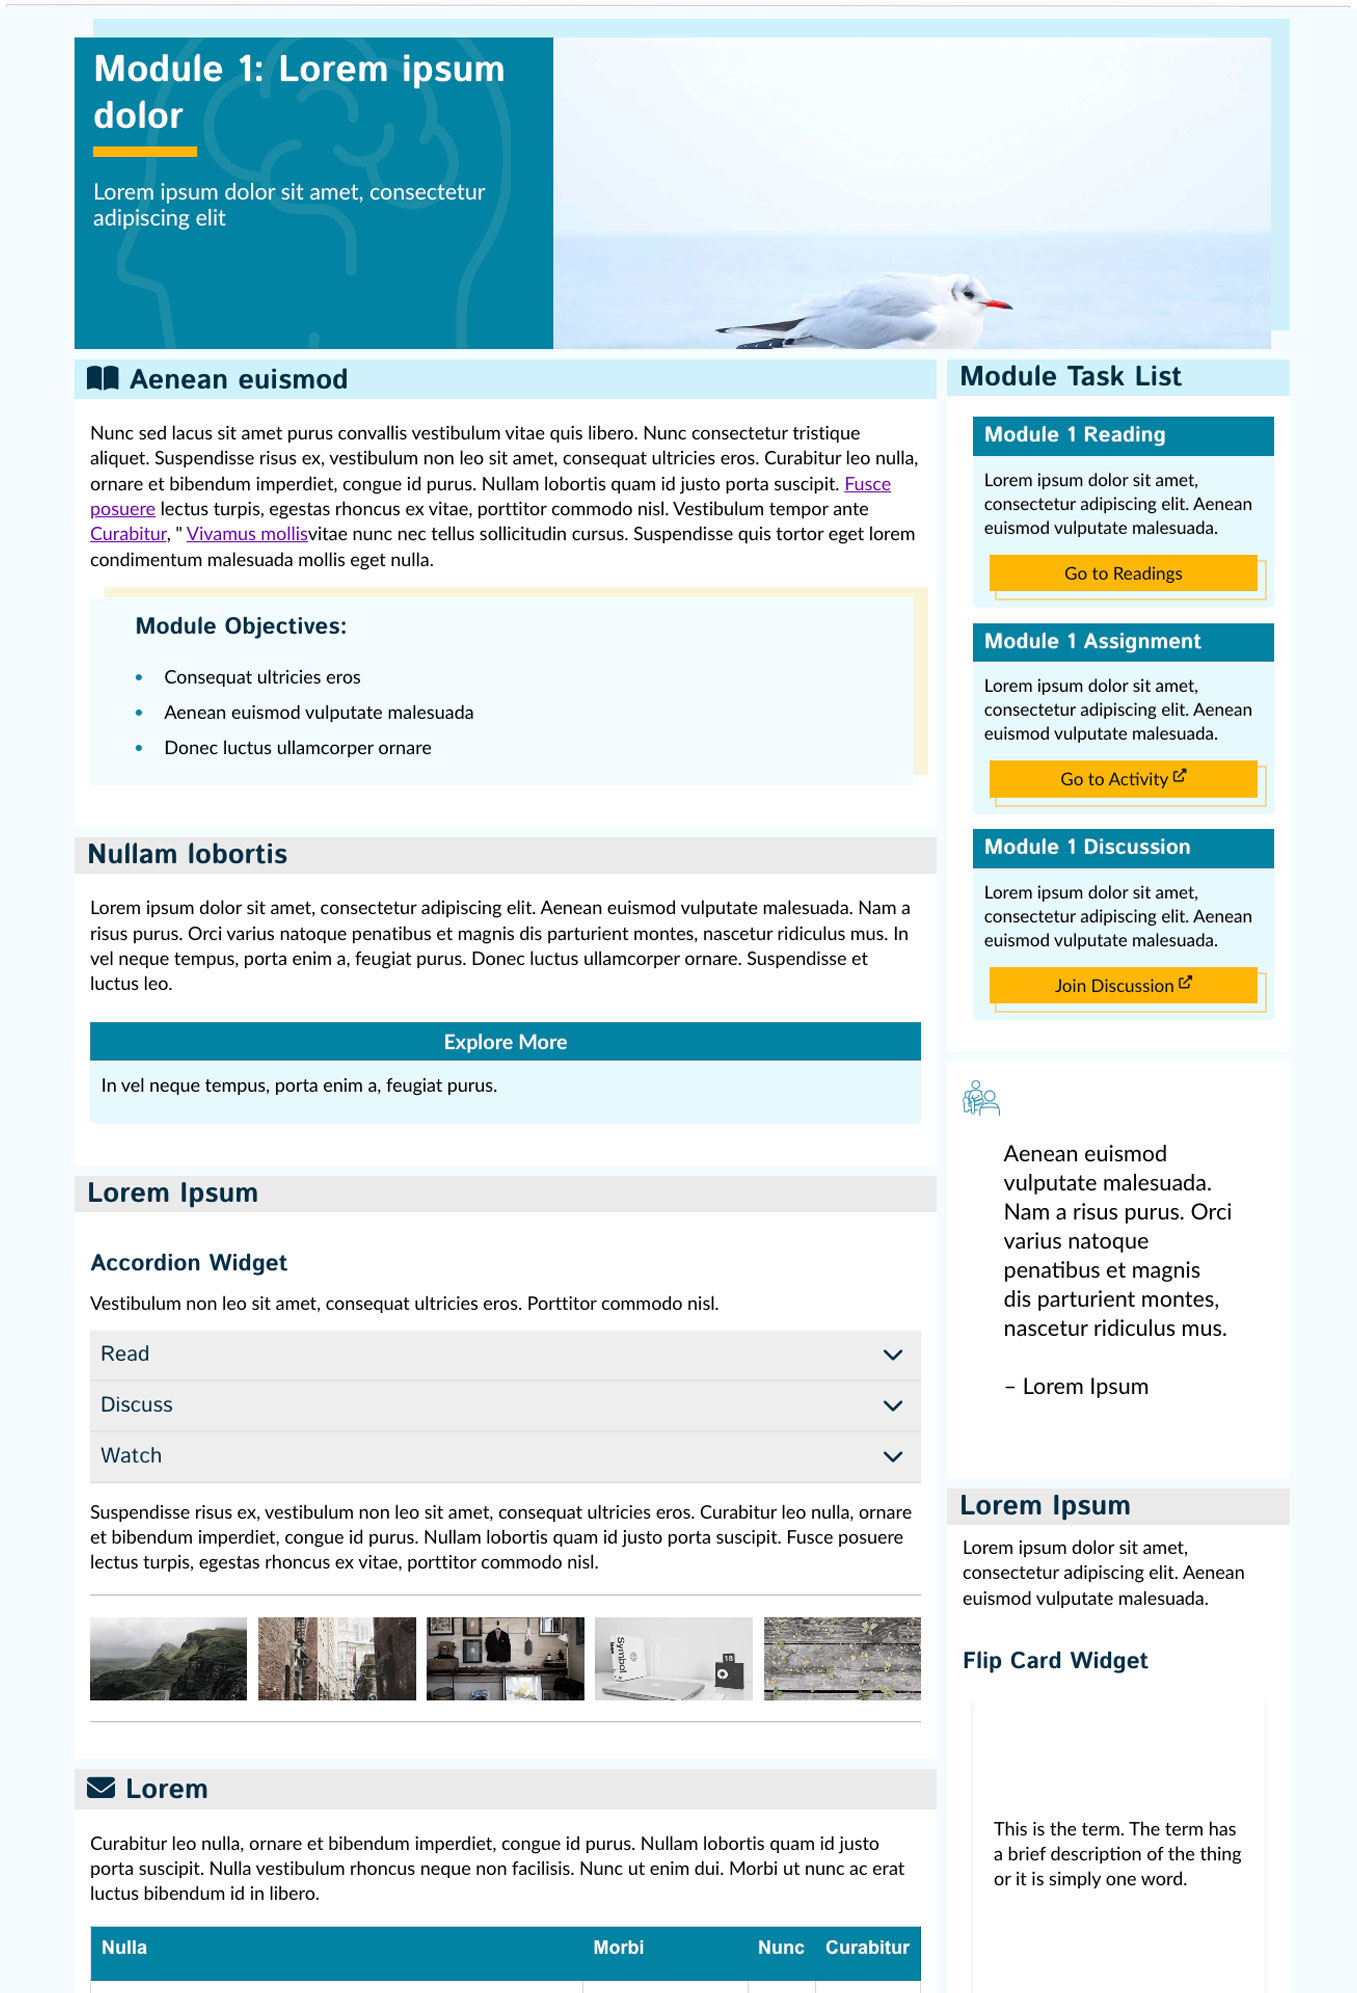 Module 1: Lorem ipsum
dolor
Lorem ipsum dolor sit amet, consectetur
adipiscing elit
Aenean euismod
Nunc sed lacus sit amet purus convallis vestibulum vitae quis libero. Nunc consectetur tristique
aliquet. Suspendisse risus ex, vestibulum non leo sit amet, consequat ultricies eros. Curabitur leo nulla,
ornare et bibendum imperdiet, congue id purus. Nullam lobortis quam id justo porta suscipit. Fusce
posuere lectus turpis, egestas rhoncus ex vitae, porttitor commodo nisl. Vestibulum tempor ante
Curabitur, " Vivamus mollisvitae nunc nec tellus sollicitudin cursus. Suspendisse quis tortor eget lorem
condimentum malesuada mollis eget nulla.
Module Objectives:
• Consequat ultricies eros
• Aenean euismod vulputate malesuada
• Donec luctus ullamcorper ornare
Nullam lobortis
Lorem ipsum dolor sit amet, consectetur adipiscing elit. Aenean euismod vulputate malesuada. Nam a
risus purus. Orci varius natoque penatibus et magnis dis parturient montes, nascetur ridiculus mus. In
vel neque tempus, porta enim a, feugiat purus. Donec luctus ullamcorper ornare. Suspendisse et
luctus leo.
Explore More
In vel neque tempus, porta enim a, feugiat purus.
Lorem Ipsum
Accordion Widget
Vestibulum non leo sit amet, consequat ultricies eros. Porttitor commodo nisl.
Read
Discuss
Watch
Suspendisse risus ex, vestibulum non leo sit amet, consequat ultricies eros. Curabitur leo nulla, ornare
et bibendum imperdiet, congue id purus. Nullam lobortis quam id justo porta suscipit. Fusce posuere
lectus turpis, egestas rhoncus ex vitae, porttitor commodo nisl.
Symbol
18
Lorem
Curabitur leo nulla, ornare et bibendum imperdiet, congue id purus. Nullam lobortis quam id justo
porta suscipit. Nulla vestibulum rhoncus neque non facilisis. Nunc ut enim dui. Morbi ut nunc ac erat
luctus bibendum id in libero.
Nulla Morbi Nunc Curabitur
Module Task List
Module 1 Reading
Lorem ipsum dolor sit amet,
consectetur adipiscing elit. Aenean
euismod vulputate malesuada.
Go to Readings
Module 1 Assignment
Lorem ipsum dolor sit amet,
consectetur adipiscing elit. Aenean
euismod vulputate malesuada.
Go to Activity
Module 1 Discussion
Lorem ipsum dolor sit amet,
consectetur adipiscing elit. Aenean
euismod vulputate malesuada.
Join Discussion
Aenean euismod
vulputate malesuada.
Nam a risus purus. Orci
varius natoque
penatibus et magnis
dis parturient montes,
nascetur ridiculus mus.
– Lorem Ipsum
Lorem Ipsum
Lorem ipsum dolor sit amet,
consectetur adipiscing elit. Aenean
euismod vulputate malesuada.
Flip Card Widget
This is the term. The term has
a brief description of the thing
or it is simply one word.